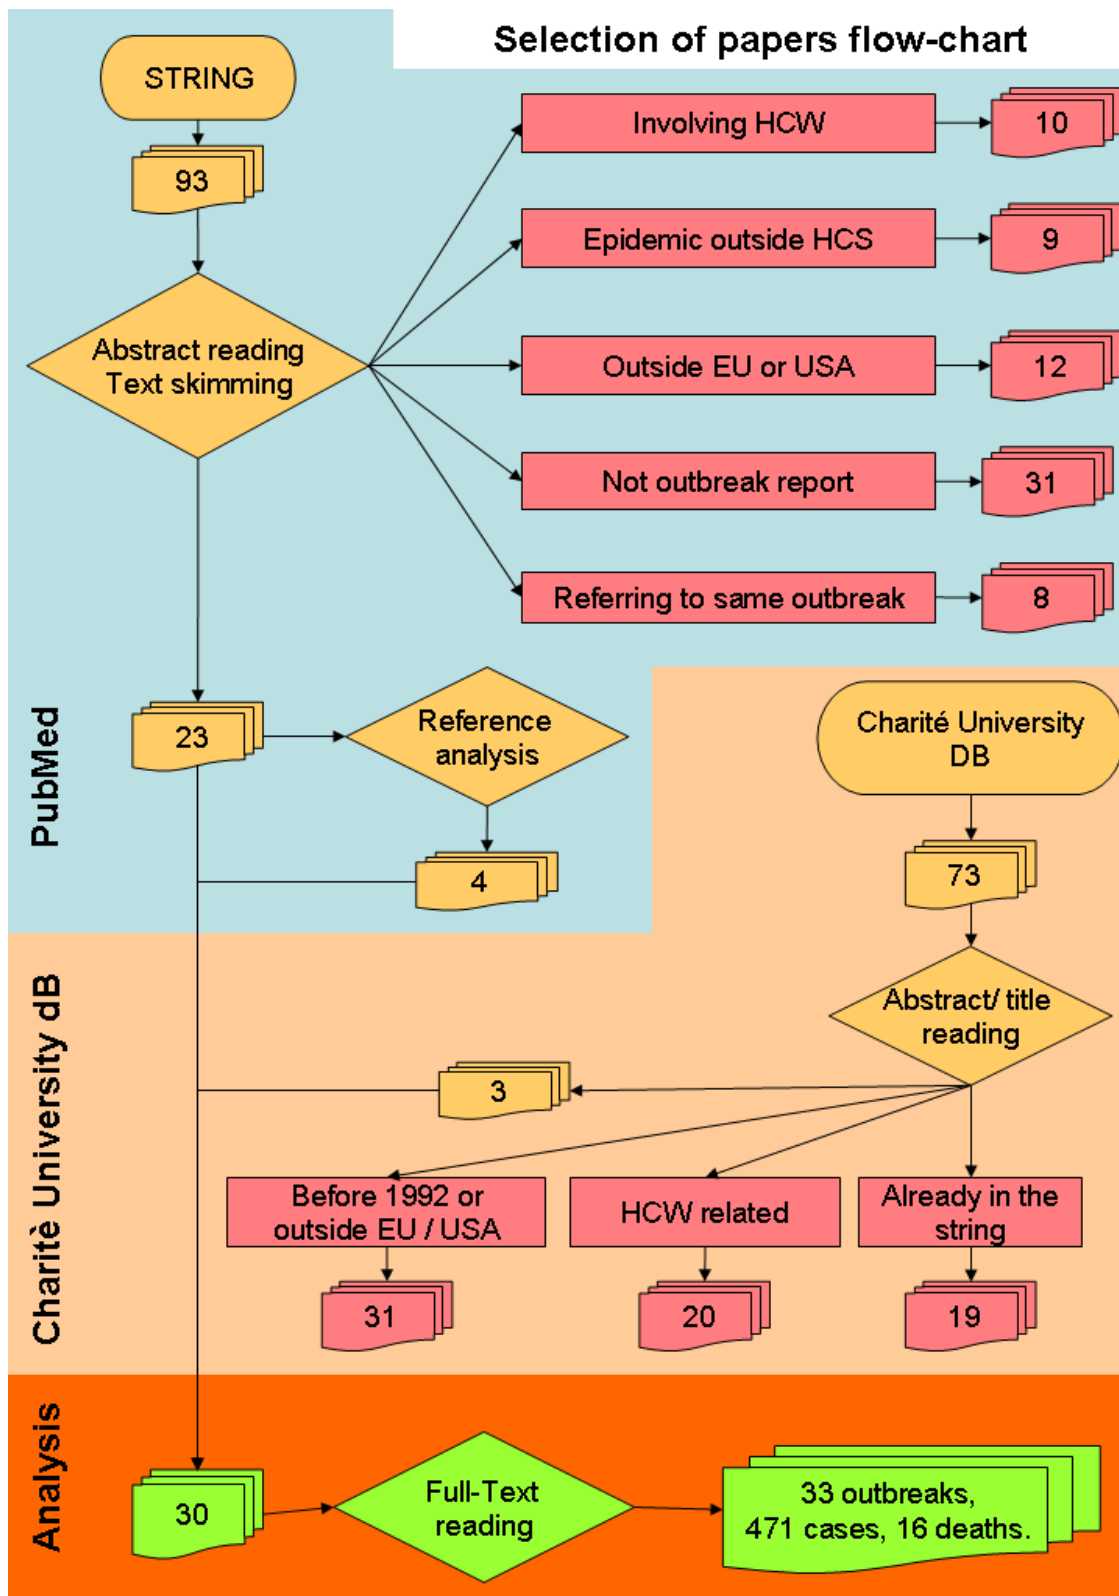 Selection of papers flow-chart
STRING
93
Abstract reading
Text skimming
Involving HCW
10
Epidemic outside HCS
9
Outside EU or USA
12
Not outbreak report
31
Referring to same outbreak
8
PubMed
23
Reference
analysis
4
Charité University
DB
73
Abstract/ title
reading
Charitè University dB
3
Before 1992 or
outside EU / USA
31
HCW related
20
Already in the
string
19
Analysis
30
Full-Text
reading
33 outbreaks,
471 cases, 16 deaths.